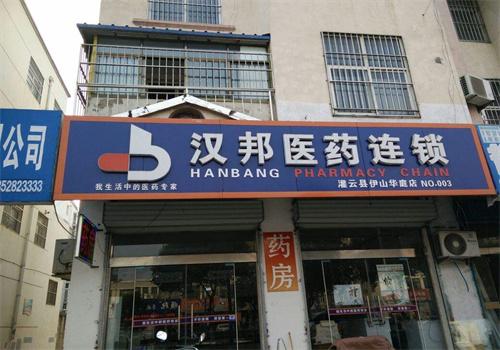 汉邦医药连锁
HANBANG PHARMACY CHAIN
我生活中的医药专家
灌云县伊山华庭店 NO.003
公司
52823333
药房